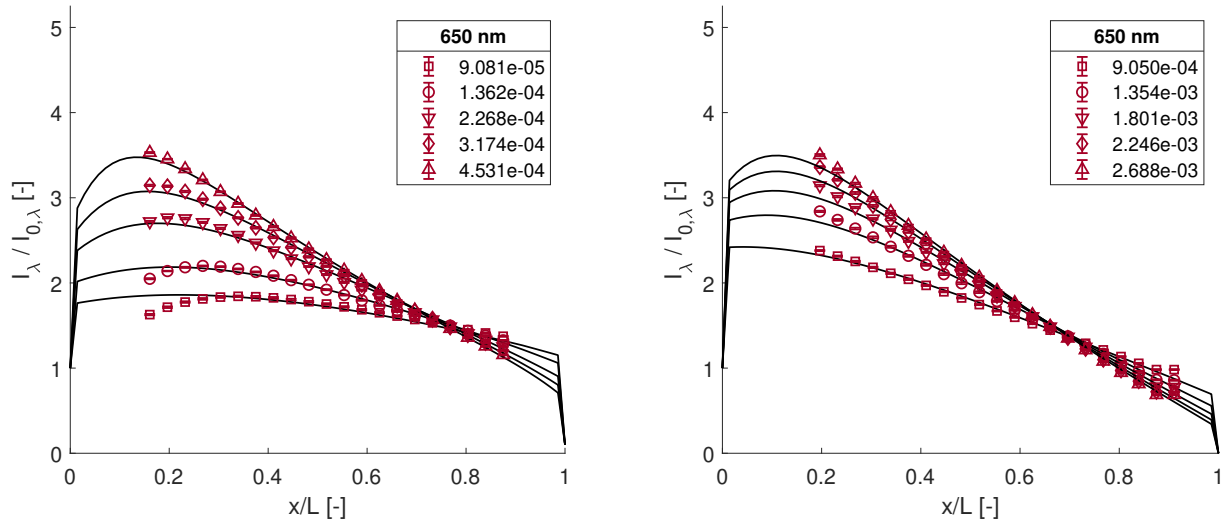 650 nm
9.081e-05
1.362e-04
2.268e-04
3.174e-04
4.531e-04
5
4
3
2
1
0
I_λ / I_0,λ [-]
0 0.2 0.4 0.6 0.8 1
x/L [-]
650 nm
9.050e-04
1.354e-03
1.801e-03
2.246e-03
2.688e-03
5
4
3
2
1
0
I_λ / I_0,λ [-]
0 0.2 0.4 0.6 0.8 1
x/L [-]